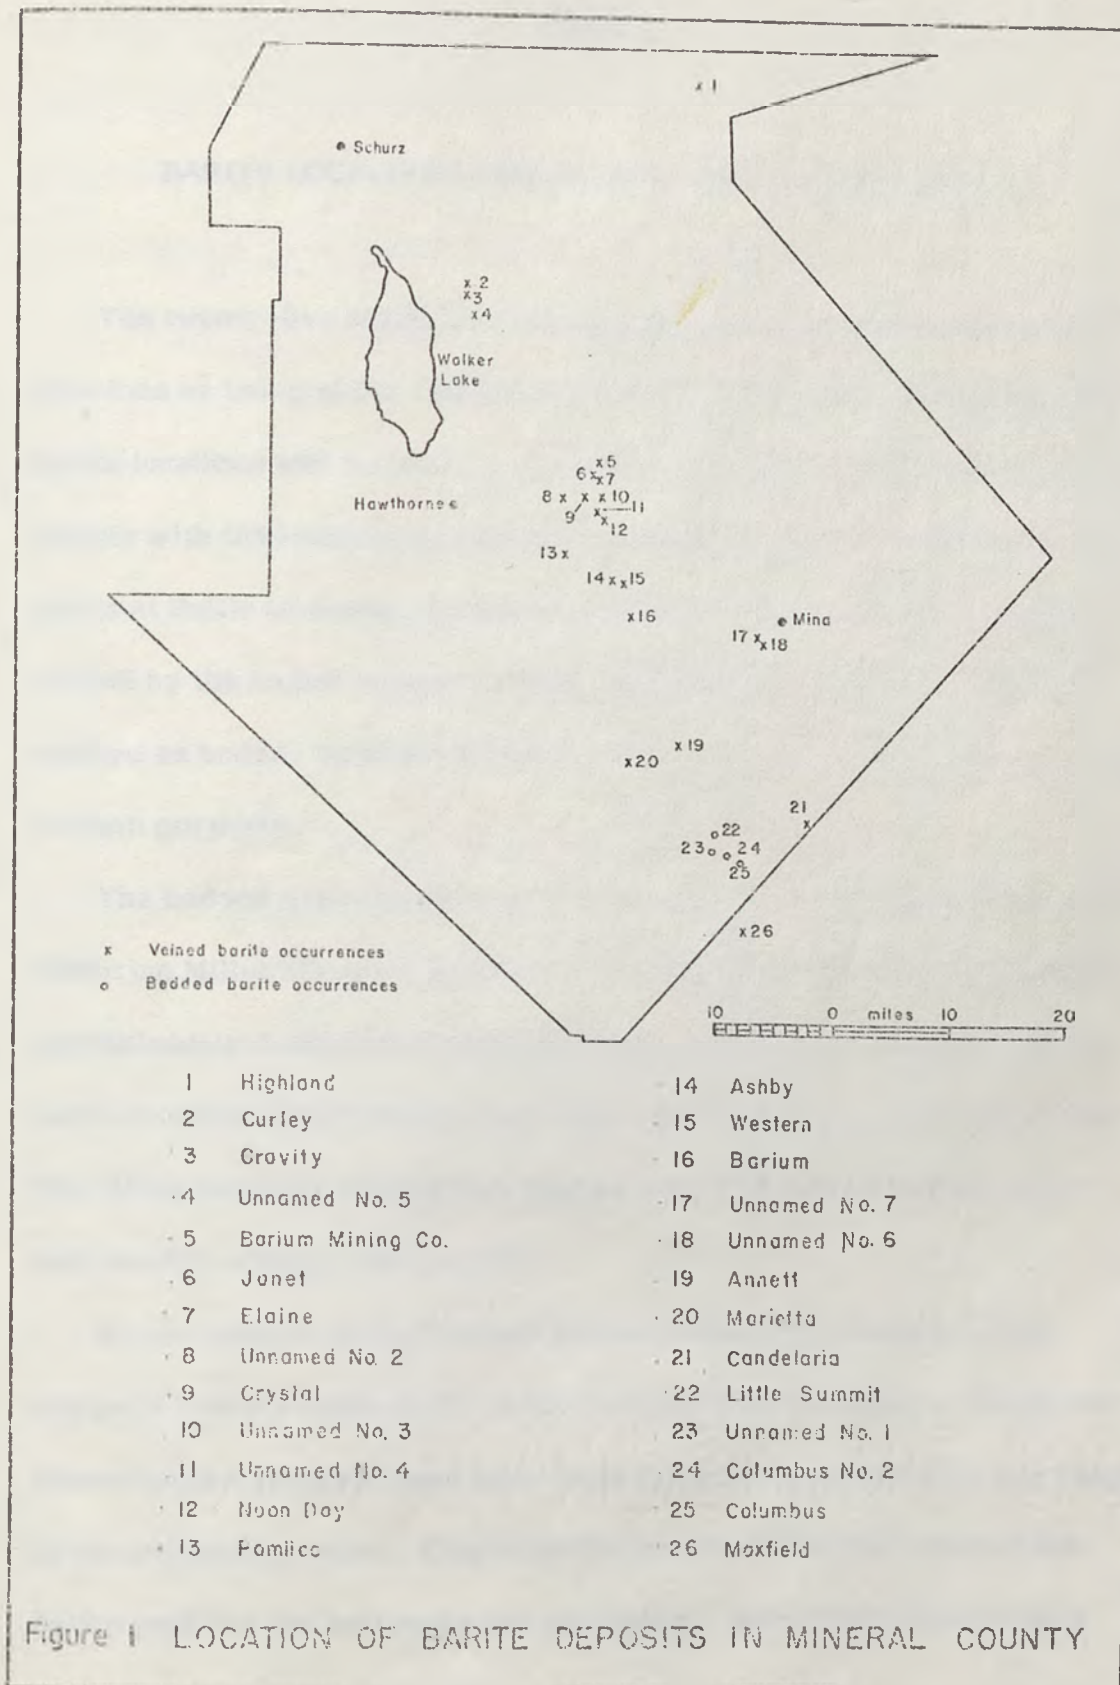 x 1
Schurz
x 2
x 3
x 4
Walker
Lake
x 5
6 x
x 7
Hawthorne
8 x x x 10
9
11
12
13 x
14 x x 15
x 16
Mina
17 x
x 18
x 19
x 20
21
x
22
23 24
25
x 26
x Veined barite occurrences
o Bedded barite occurrences
10 0 miles 10 20
1 Highland
2 Curley
3 Gravity
4 Unnamed No. 5
5 Barium Mining Co.
6 Janet
7 Elaine
8 Unnamed No. 2
9 Crystal
10 Unnamed No. 3
11 Unnamed No. 4
12 Noon Day
13 Pamlico
14 Ashby
15 Western
16 Barium
17 Unnamed No. 7
18 Unnamed No. 6
19 Annett
20 Marietta
21 Candelaria
22 Little Summit
23 Unnamed No. 1
24 Columbus No. 2
25 Columbus
26 Maxfield
Figure 1 LOCATION OF BARITE DEPOSITS IN MINERAL COUNTY